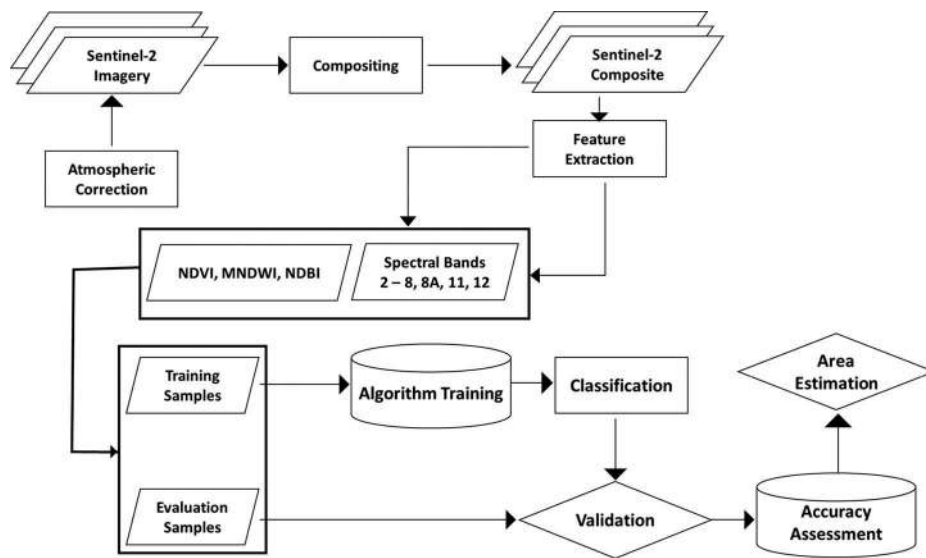 Sentinel-2
Imagery
Compositing
Sentinel-2
Composite
Atmospheric
Correction
Feature
Extraction
NDVI, MNDWI, NDBI
Spectral Bands
2 – 8, 8A, 11, 12
Training
Samples
Algorithm Training
Classification
Area
Estimation
Evaluation
Samples
Validation
Accuracy
Assessment